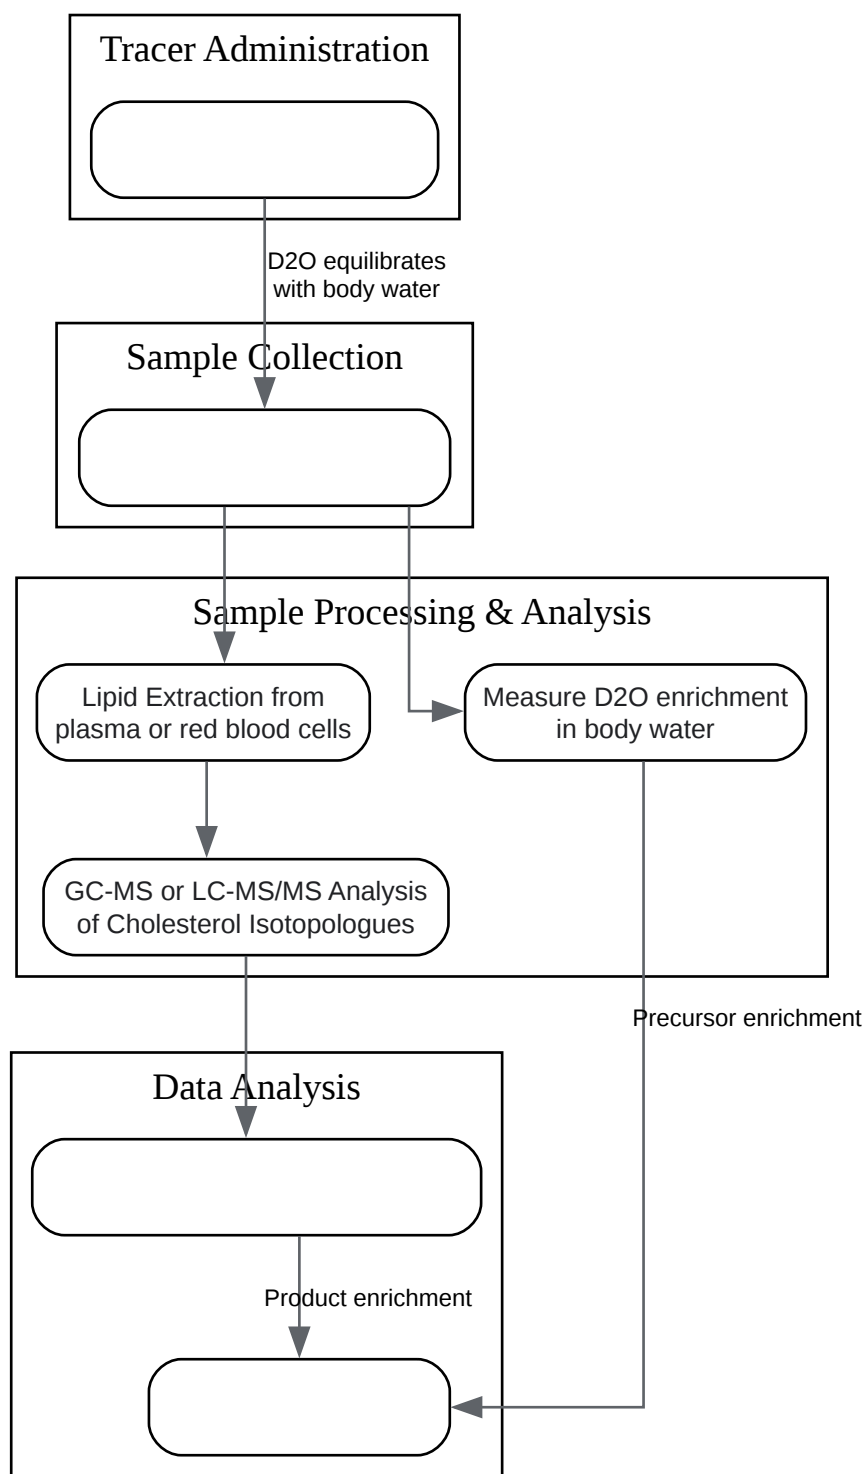 Tracer Administration
D2O equilibrates
with body water
Sample Collection
Sample Processing & Analysis
Lipid Extraction from
plasma or red blood cells
Measure D2O enrichment
in body water
GC-MS or LC-MS/MS Analysis
of Cholesterol Isotopologues
Precursor enrichment
Data Analysis
Product enrichment